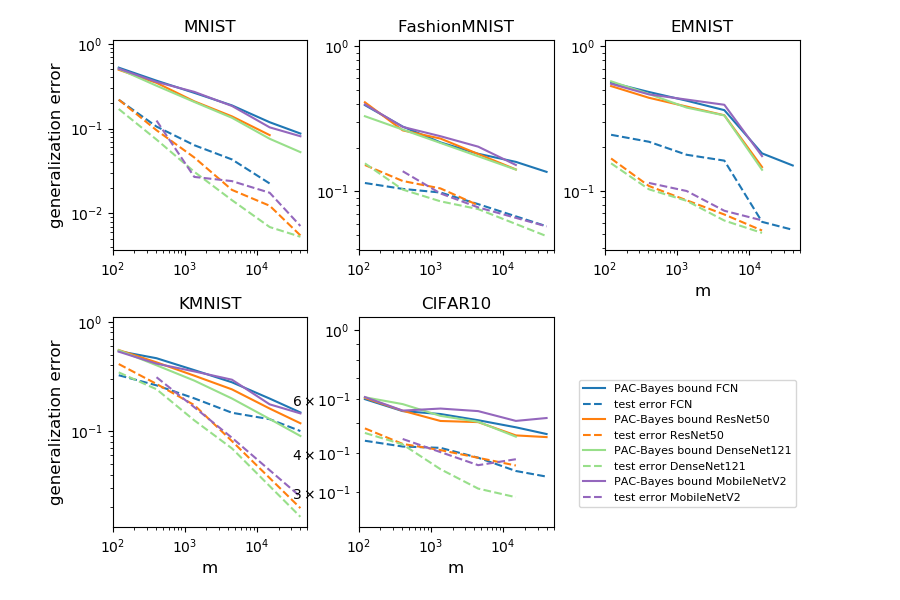 MNIST
FashionMNIST
EMNIST
generalization error
10^0
10^-1
10^-2
10^2
10^3
10^4
10^0
10^-1
10^2
10^3
10^4
10^0
10^-1
10^2
10^3
10^4
m
KMNIST
CIFAR10
generalization error
10^0
10^-1
10^2
10^3
10^4
m
10^0
6 × 10^-1
4 × 10^-1
3 × 10^-1
10^2
10^3
10^4
m
PAC-Bayes bound FCN
test error FCN
PAC-Bayes bound ResNet50
test error ResNet50
PAC-Bayes bound DenseNet121
test error DenseNet121
PAC-Bayes bound MobileNetV2
test error MobileNetV2